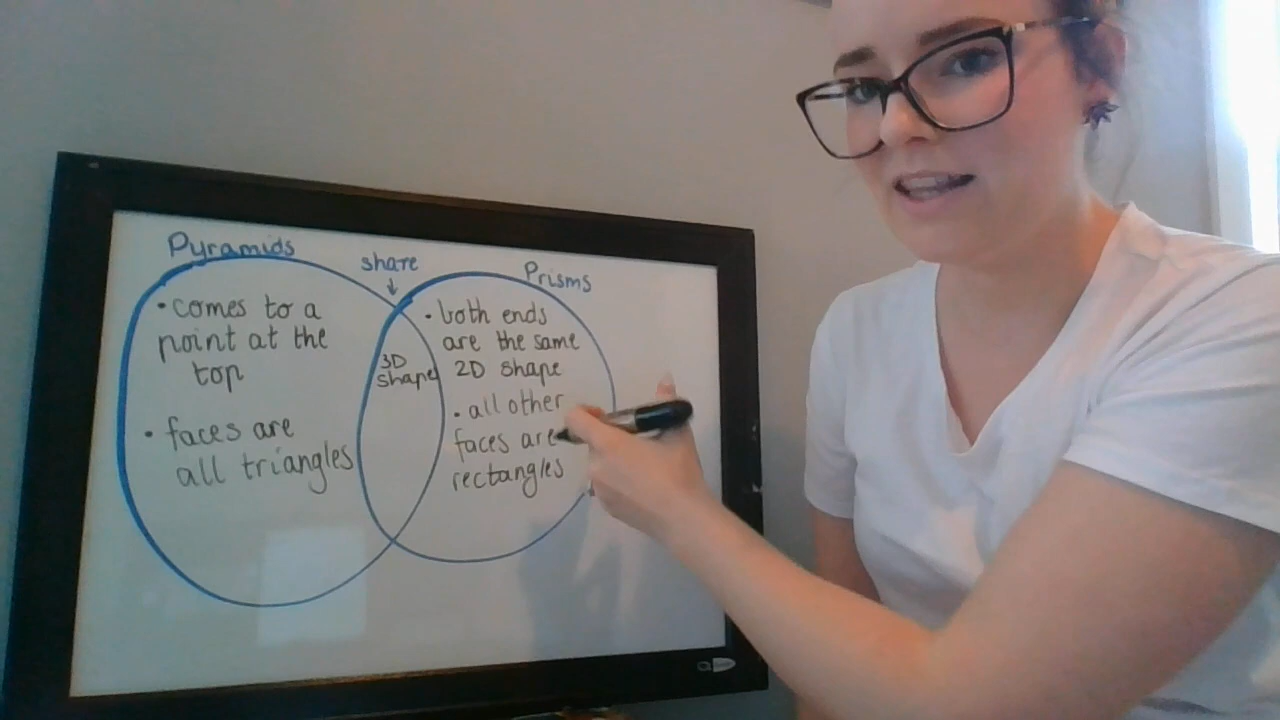 Pyramids
• comes to a
point at the
top
• faces are
all triangles
share
↓
3D
shape
Prisms
• both ends
are the same
2D shape
• all other
faces are
rectangles